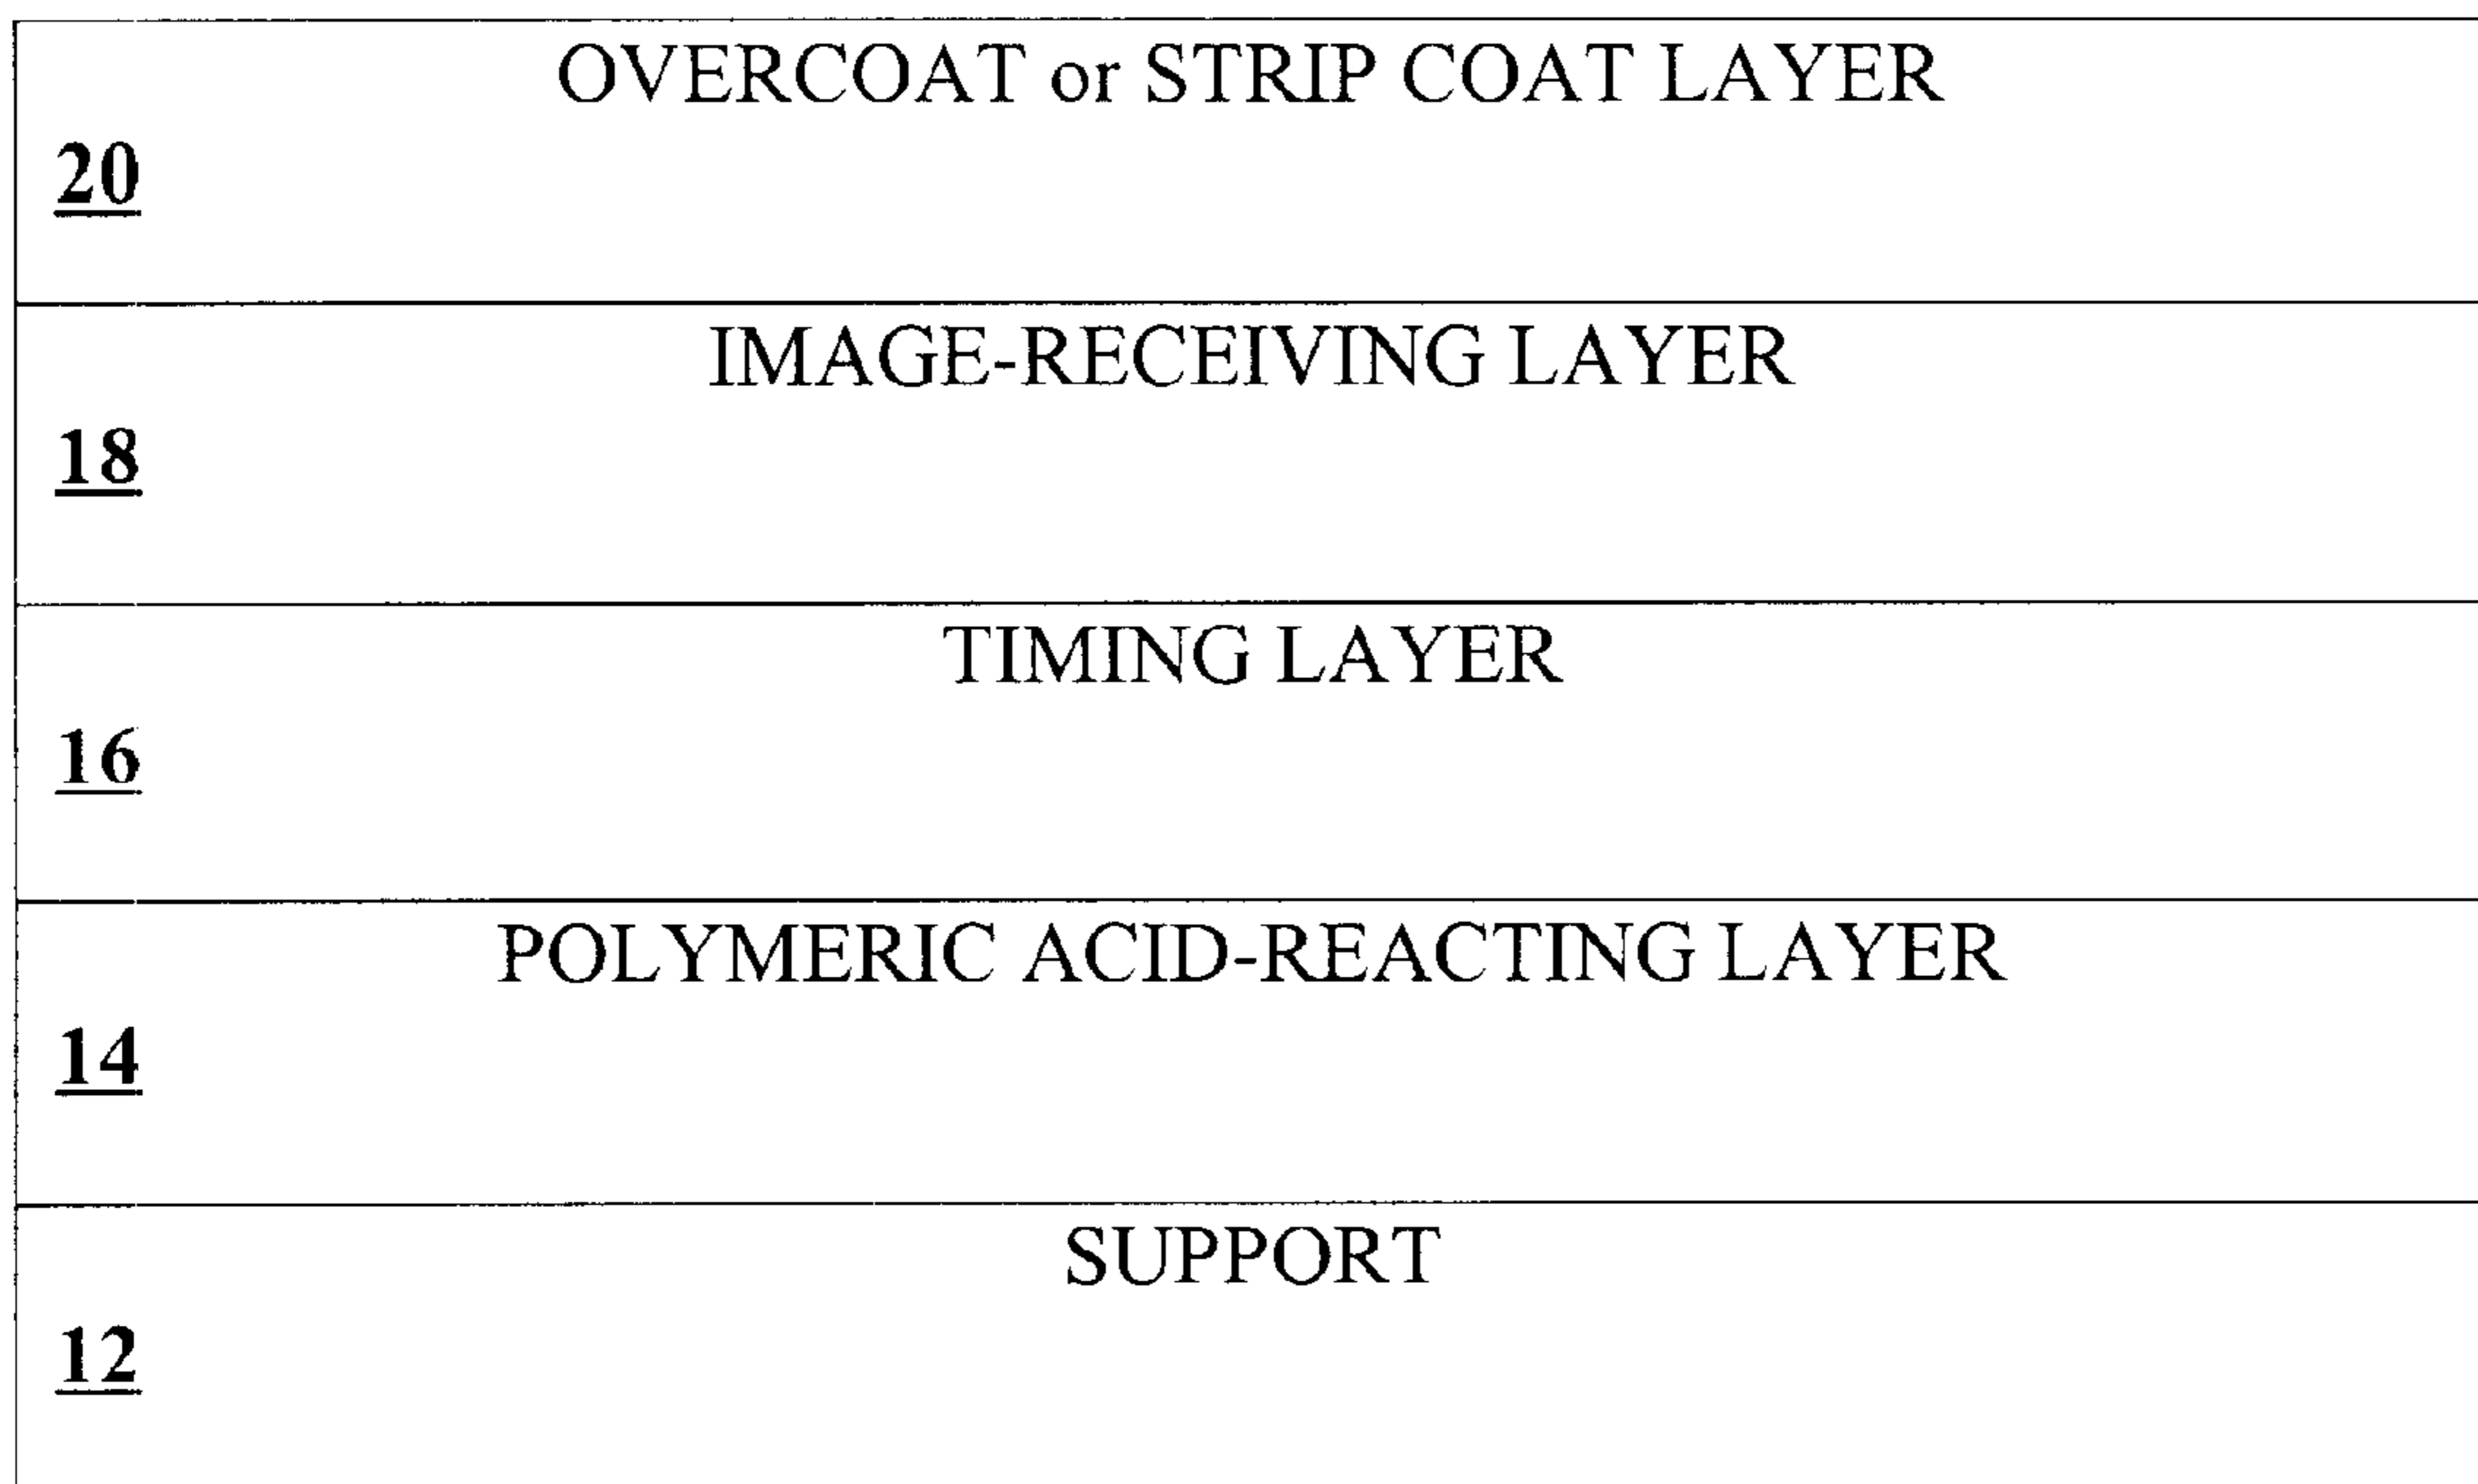 OVERCOAT or STRIP COAT LAYER
20
IMAGE-RECEIVING LAYER
18
TIMING LAYER
16
POLYMERIC ACID-REACTING LAYER
14
SUPPORT
12